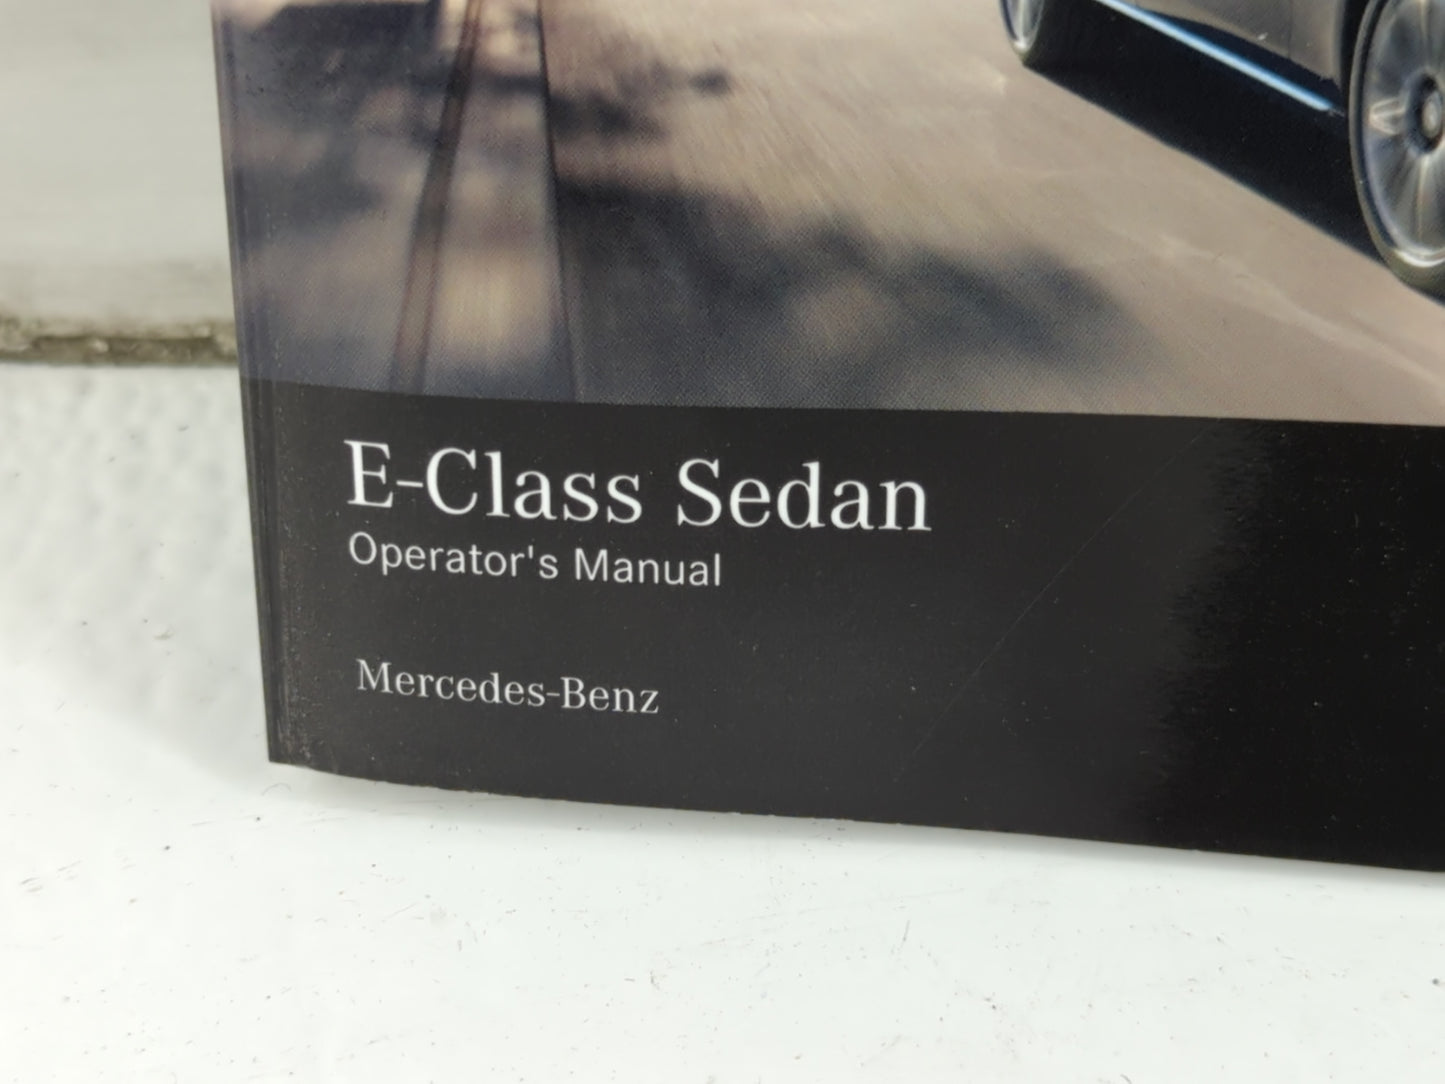 E-Class Sedan
Operator's Manual
Mercedes-Benz